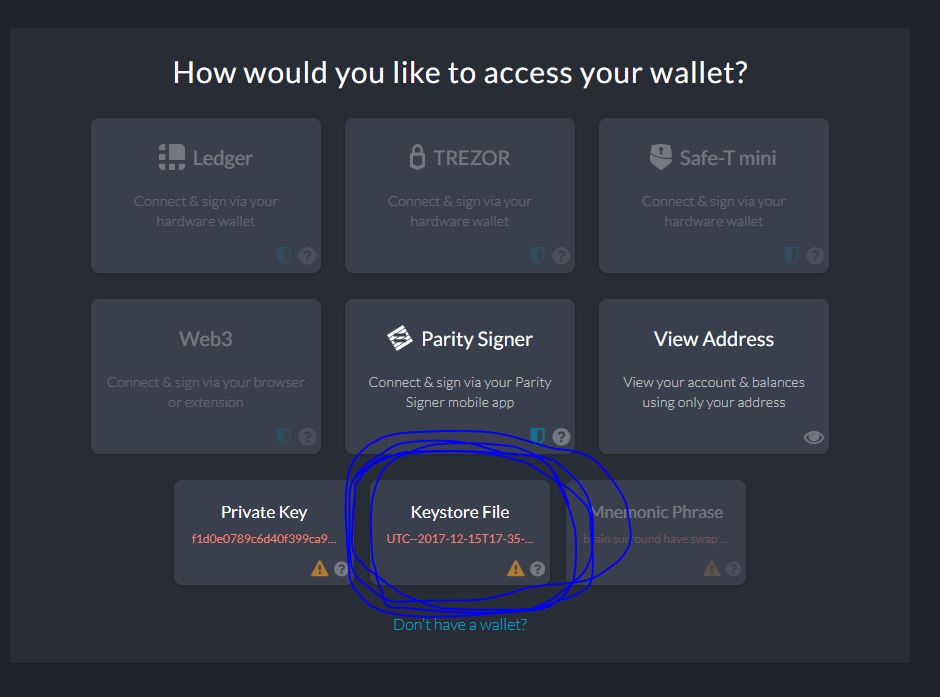 How would you like to access your wallet?
Ledger
Connect & sign via your
hardware wallet
TREZOR
Connect & sign via your
hardware wallet
Safe-T mini
Connect & sign via your
hardware wallet
Web3
Connect & sign via your browser
or extension
Parity Signer
Connect & sign via your Parity
Signer mobile app
View Address
View your account & balances
using only your address
Private Key
f1d0e0789c6d40f399ca9...
Keystore File
UTC--2017-12-15T17-35-...
Mnemonic Phrase
brain surround have swap ...
Don't have a wallet?